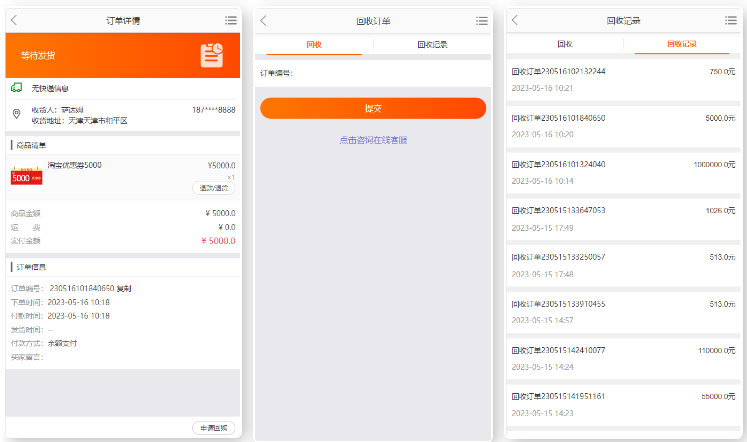 订单详情
等待发货
无快递信息
收货人：萨达姆 187****8888
收货地址：天津天津市和平区
商品清单
5000
淘宝优惠券5000 ¥5000.0
×1
退款/退货
商品金额 ¥ 5000.0
运 费 ¥ 0.0
实付金额 ¥ 5000.0
订单信息
订单编号： 230516101840650 复制
下单时间：2023-05-16 10:18
付款时间：2023-05-16 10:18
发货时间：---
付款方式：余额支付
买家留言：
申请回购
回收订单
回收 回收记录
订单编号：
提交
点击咨询在线客服
回收记录
回收 回收记录
回收订单230516102132244 750.0元
2023-05-16 10:21
回收订单230516101840650 5000.0元
2023-05-16 10:20
回收订单230516101324040 1000000.0元
2023-05-16 10:14
回收订单230515133647053 1026.0元
2023-05-15 17:49
回收订单230515133250057 513.0元
2023-05-15 17:48
回收订单230515133910455 513.0元
2023-05-15 14:57
回收订单230515142410077 110000.0元
2023-05-15 14:24
回收订单230515141951161 55000.0元
2023-05-15 14:23